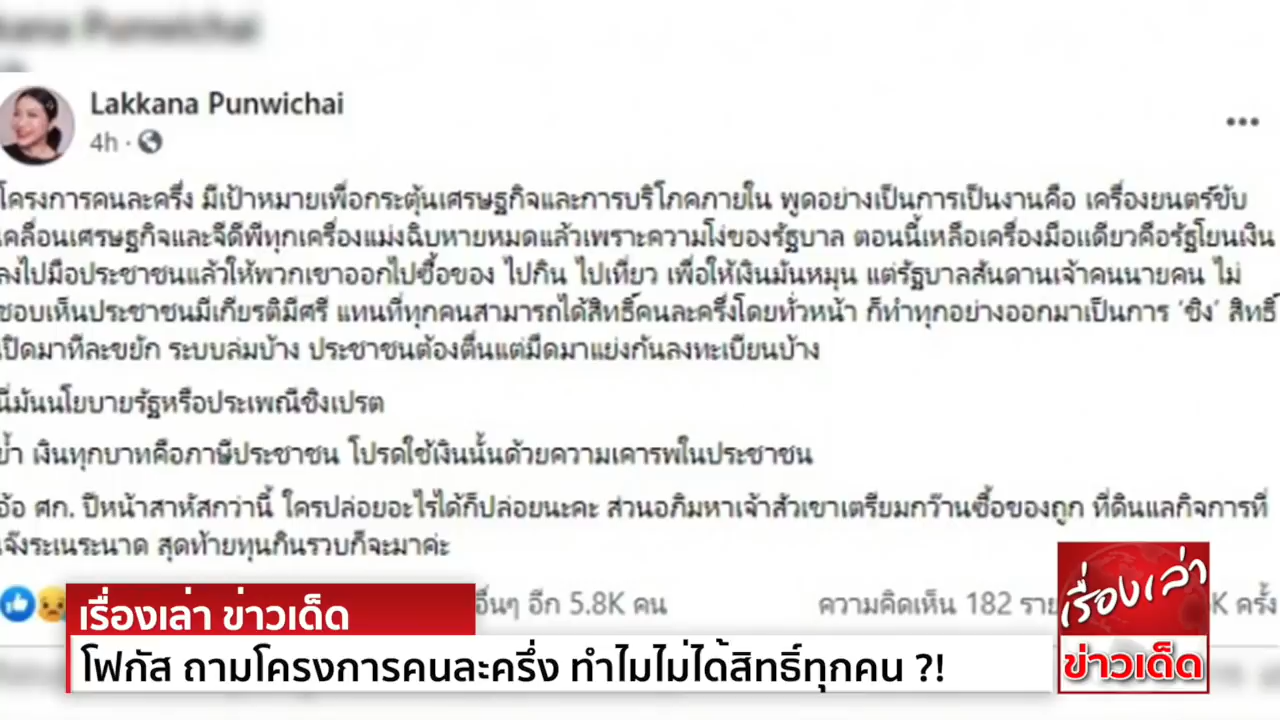 Lakkana Punwichai
4h
โครงการคนละครึ่ง มีเป้าหมายเพื่อกระตุ้นเศรษฐกิจและการบริโภคภายใน พูดอย่างเป็นการเป็นงานคือ เครื่องยนตร์ขับ
เคลื่อนเศรษฐกิจและจีดีพีทุกเครื่องแม่งฉิบหายหมดแล้วเพราะความโง่ของรัฐบาล ตอนนี้เหลือเครื่องมือเดียวคือรัฐโยนเงิน
ลงไปมือประชาชนแล้วให้พวกเขาออกไปซื้อของ ไปกิน ไปเที่ยว เพื่อให้เงินมันหมุน แต่รัฐบาลสันดานเจ้าคนนายคน ไม่
ชอบเห็นประชาชนมีเกียรติมีศรี แทนที่ทุกคนสามารถได้สิทธิ์คนละครึ่งโดยทั่วหน้า ก็ทำทุกอย่างออกมาเป็นการ ‘ชิง’ สิทธิ์
เปิดมาทีละขยัก ระบบล่มบ้าง ประชาชนต้องตื่นแต่มืดมาแย่งกันลงทะเบียนบ้าง
นี่มันนโยบายรัฐหรือประเพณีชิงเปรต
ย้ำ เงินทุกบาทคือภาษีประชาชน โปรดใช้เงินนั้นด้วยความเคารพในประชาชน
อ้อ ศก. ปีหน้าสาหัสกว่านี้ ใครปล่อยอะไรได้ก็ปล่อยนะคะ ส่วนอภิมหาเจ้าสัวเขาเตรียมกว๊านซื้อของถูก ที่ดินแลกิจการที่
เจ๊งระเนระนาด สุดท้ายทุนกินรวบก็จะมาค่ะ
อื่นๆ อีก 5.8K คน
ความคิดเห็น 182 ราย
K ครั้ง
เรื่องเล่า ข่าวเด็ด
โฟกัส ถามโครงการคนละครึ่ง ทำไมไม่ได้สิทธิ์ทุกคน ?!
เรื่องเล่า
ข่าวเด็ด